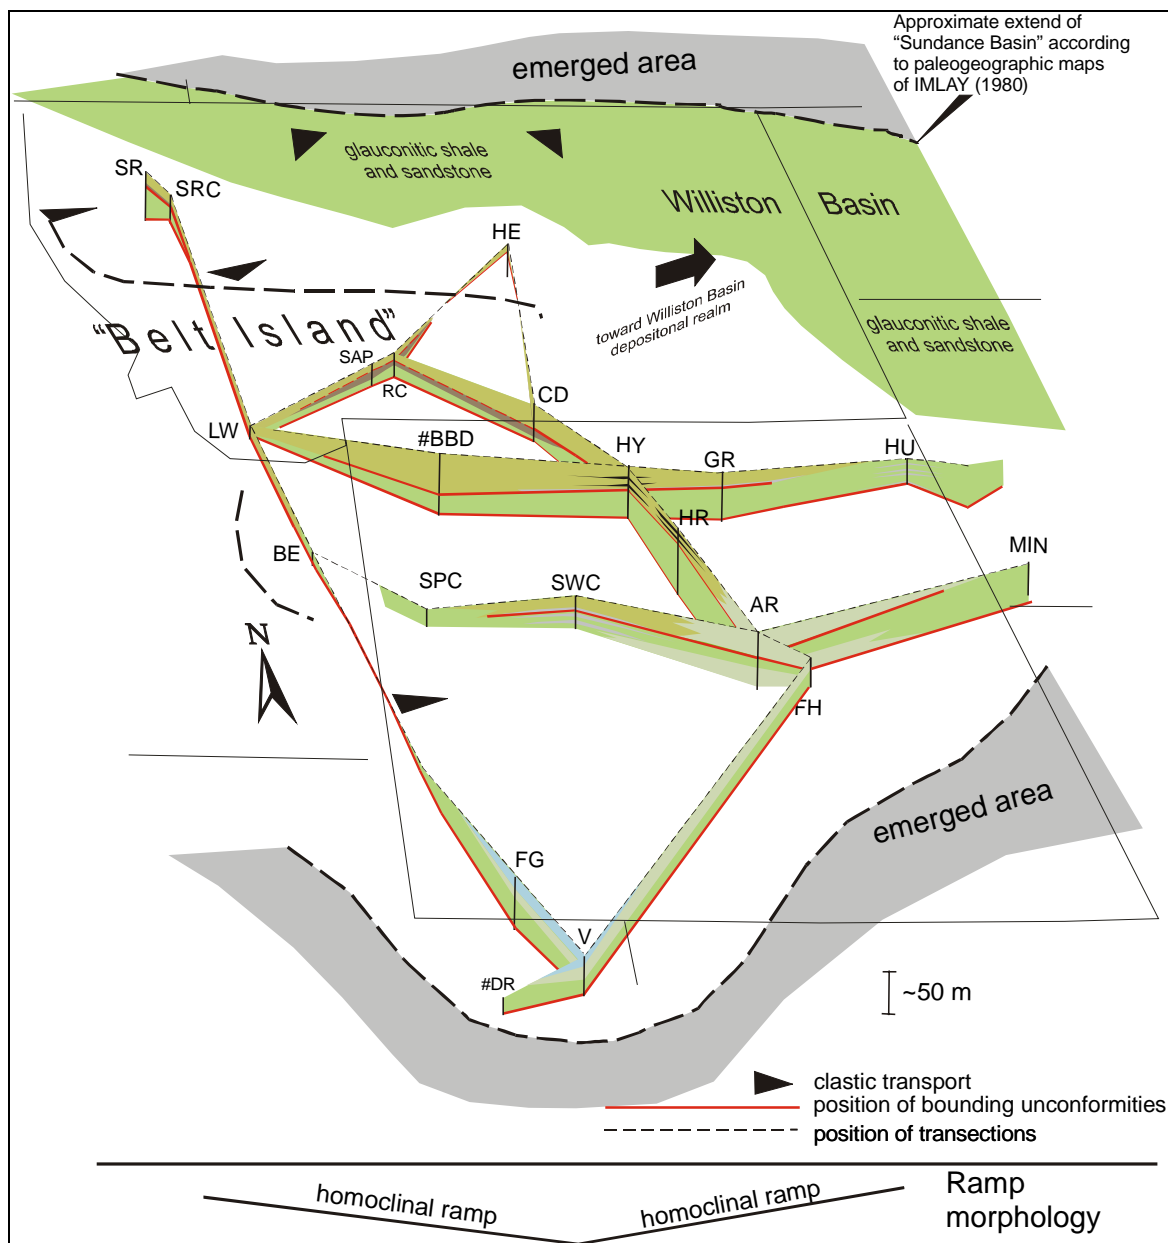 Approximate extend of
“Sundance Basin” according
to paleogeographic maps
of IMLAY (1980)
emerged area
glauconitic shale
and sandstone
Williston Basin
SR
SRC
HE
toward Williston Basin
depositonal realm
glauconitic shale
and sandstone
“Belt Island”
SAP
RC
CD
LW
#BBD
HY
GR
HU
HR
BE
SPC
SWC
AR
MIN
N
FH
emerged area
FG
V
#DR
~50 m
clastic transport
position of bounding unconformities
position of transections
homoclinal ramp
homoclinal ramp
Ramp
morphology